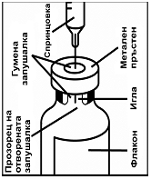 Спринцовка
Гумена
запушалка
Метален
пръстен
Игла
Прозорец на
отворената
запушалка
Флакон